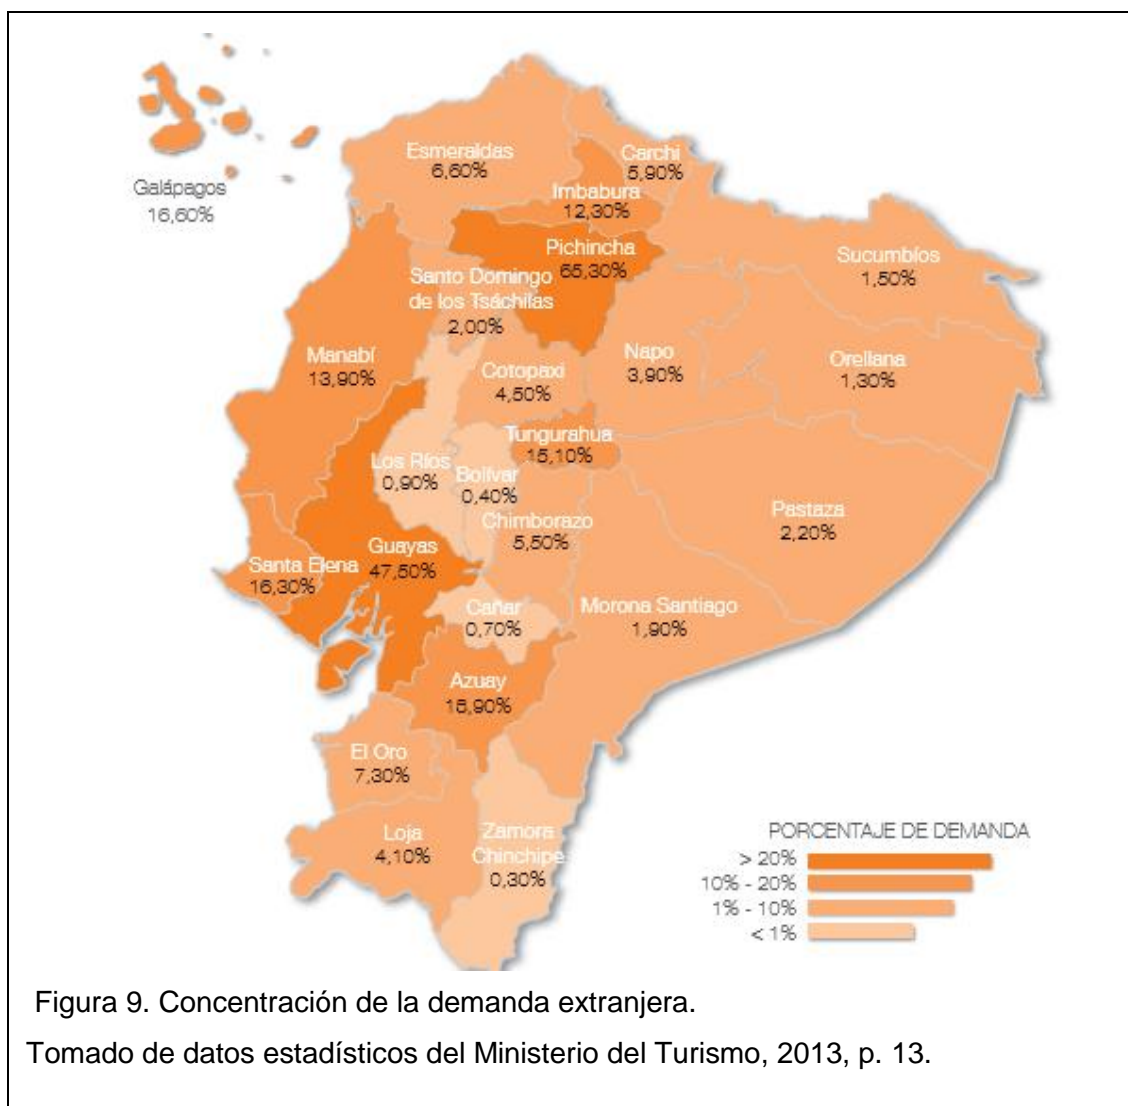 Esmeraldas
6,60%
Carchi
5,90%
Galápagos
16,60%
Imbabura
12,30%
Pichincha
65,30%
Sucumbíos
1,50%
Santo Domingo
de los Tsáchilas
2,00%
Manabí
13,90%
Napo
3,90%
Orellana
1,30%
Cotopaxi
4,50%
Tungurahua
15,10%
Los Ríos
0,90%
Bolívar
0,40%
Pastaza
2,20%
Chimborazo
5,50%
Guayas
47,50%
Santa Elena
16,30%
Cañar
0,70%
Morona Santiago
1,90%
Azuay
15,90%
El Oro
7,30%
Loja
4,10%
Zamora
Chinchipe
0,30%
PORCENTAJE DE DEMANDA
> 20%
10% - 20%
1% - 10%
< 1%
Figura 9. Concentración de la demanda extranjera.
Tomado de datos estadísticos del Ministerio del Turismo, 2013, p. 13.